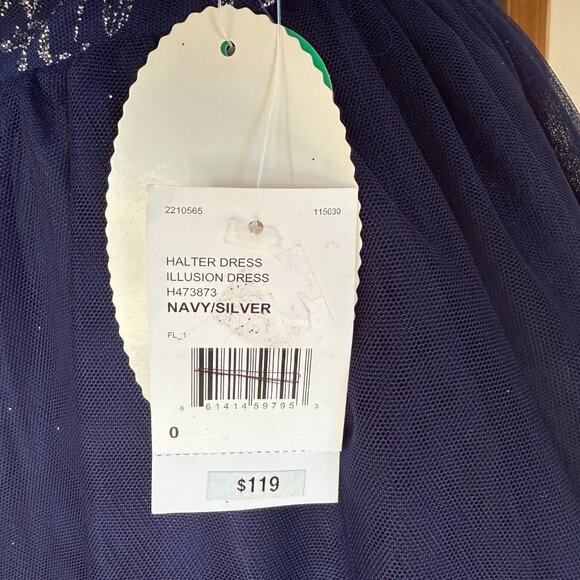 2210565 115030
HALTER DRESS
ILLUSION DRESS
H473873
NAVY/SILVER
FL_1
6 61414 59795 3
0
$119